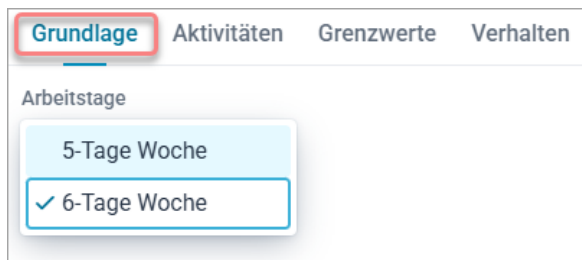 Grundlage Aktivitäten Grenzwerte Verhalten
Arbeitstage
5-Tage Woche
6-Tage Woche